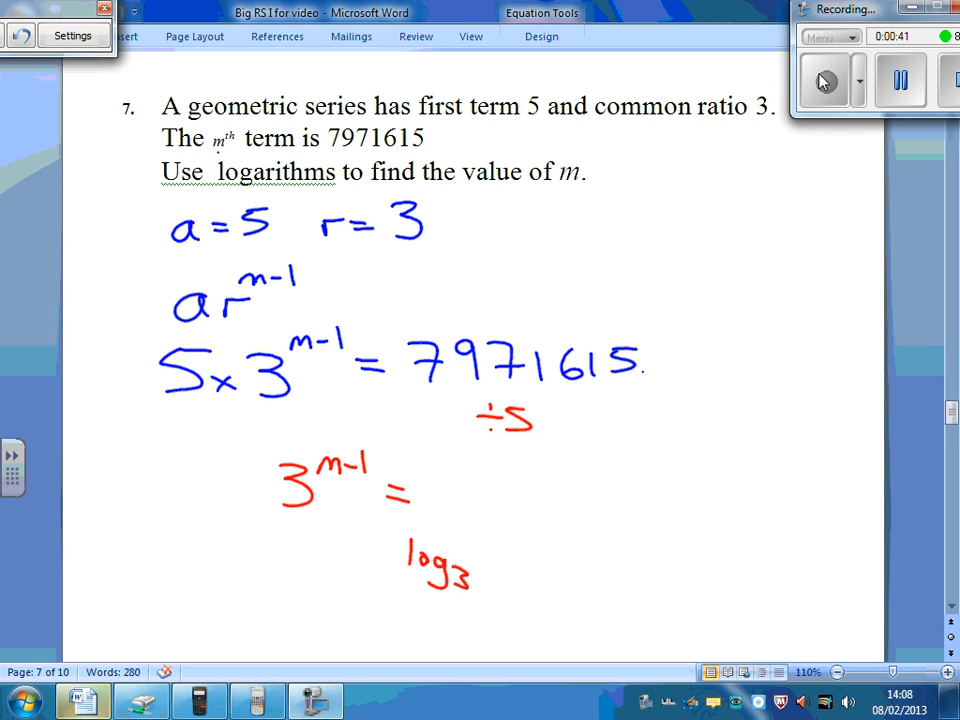 Big RS I for video - Microsoft Word
Equation Tools
Recording...
Settings
nsert
Page Layout
References
Mailings
Review
View
Design
Menu
0:00:41
8
7. A geometric series has first term 5 and common ratio 3.
The mᵗʰ term is 7971615
Use logarithms to find the value of m.
a = 5 r = 3
ar^(m-1)
5 × 3^(m-1) = 7971615.
÷5
3^(m-1) =
log₃
Page: 7 of 10
Words: 280
110%
14:08
08/02/2013